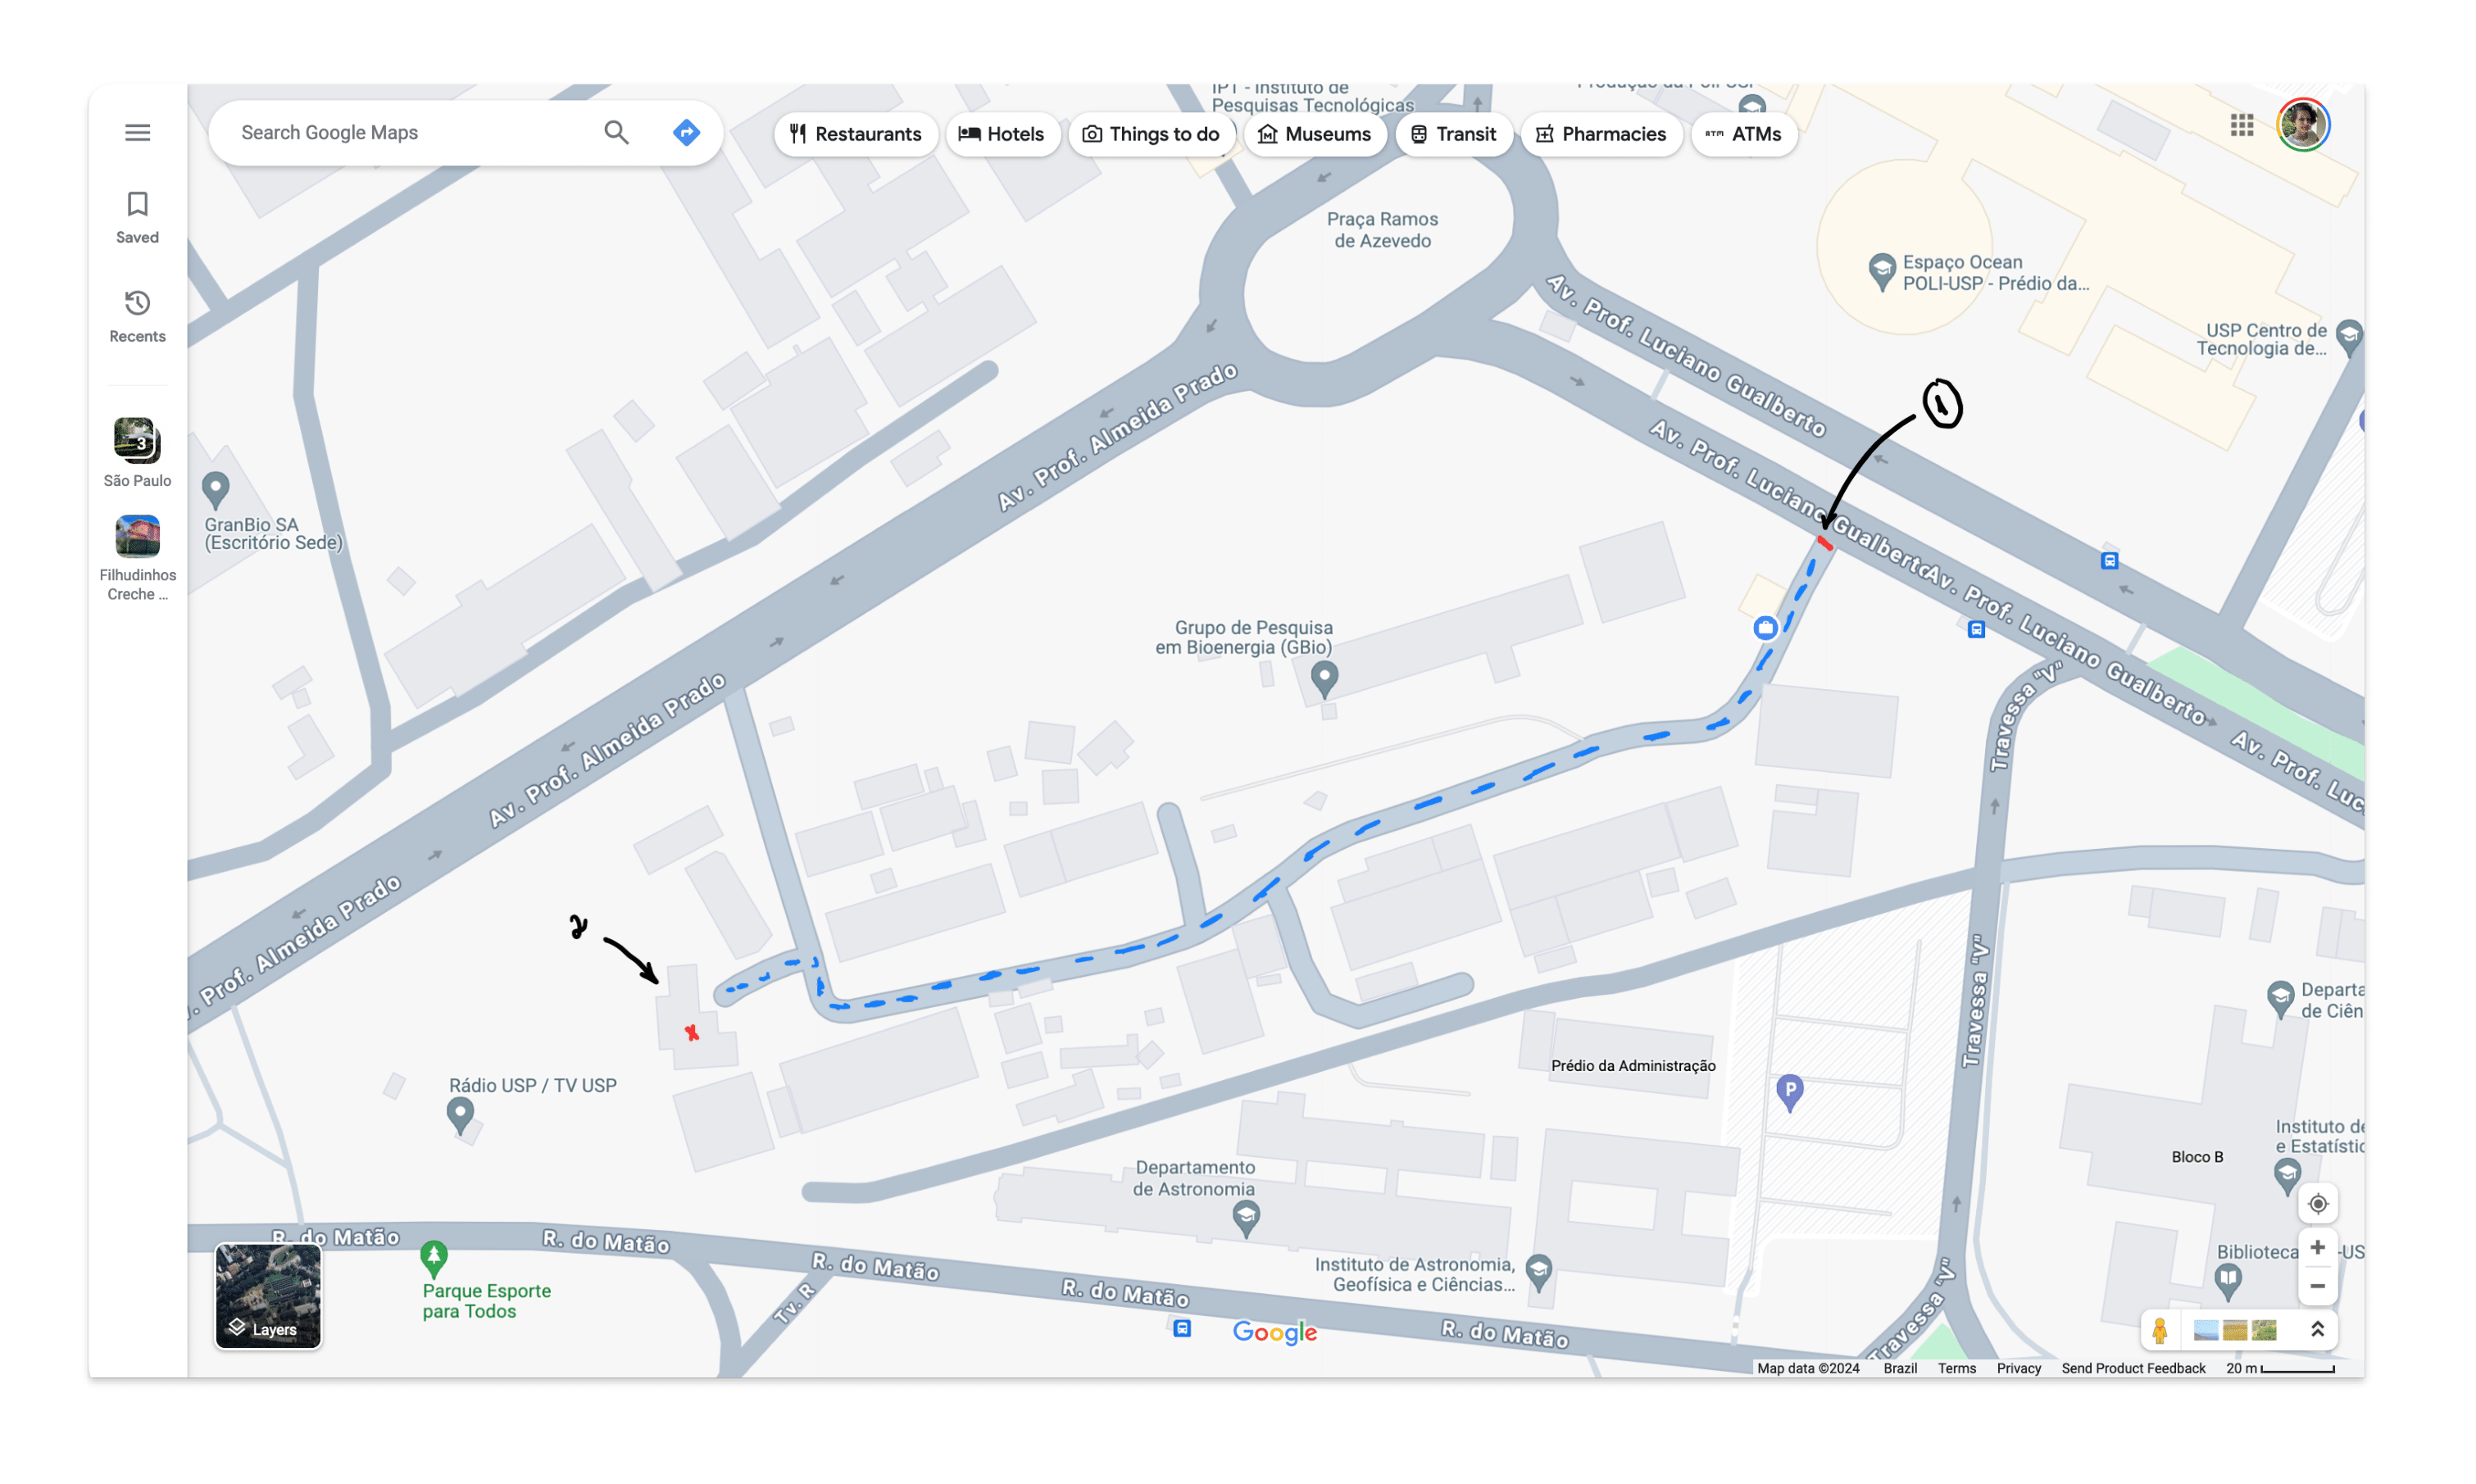 Search Google Maps
Restaurants
Hotels
Things to do
Museums
Transit
Pharmacies
ATM
ATMs
Saved
Recents
3
São Paulo
Filhudinhos
Creche ...
IPT - Instituto de
Pesquisas Tecnológicas
Praça Ramos
de Azevedo
Espaço Ocean
POLI-USP - Prédio da...
USP Centro de
Tecnologia de...
Av. Prof. Luciano Gualberto
Av. Prof. Luciano Gualberto
Av. Prof. Luciano Gualberto
Av. Prof. Luc
1
GranBio SA
(Escritório Sede)
Av. Prof. Almeida Prado
Av. Prof. Almeida Prado
Prof. Almeida Prado
Grupo de Pesquisa
em Bioenergia (GBio)
Travessa "V"
Travessa "V"
Travessa "V"
2
Rádio USP / TV USP
Prédio da Administração
P
Departa
de Ciên
Instituto de
e Estatístic
Bloco B
Departamento
de Astronomia
Instituto de Astronomia,
Geofísica e Ciências...
Biblioteca
-US
R. do Matão
R. do Matão
R. do Matão
R. do Matão
R. do Matão
Tv. R
Parque Esporte
para Todos
Layers
Google
Map data ©2024
Brazil
Terms
Privacy
Send Product Feedback
20 m